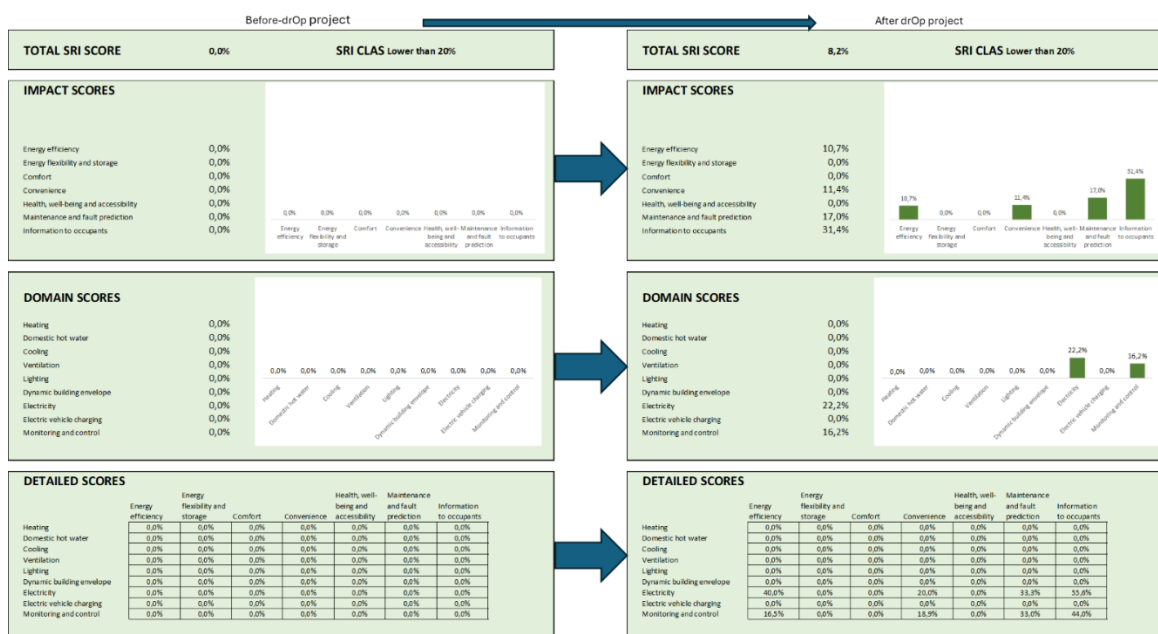 Before-drOp project
After drOp project
TOTAL SRI SCORE 0,0% SRI CLAS Lower than 20%
IMPACT SCORES
Energy efficiency 0,0%
Energy flexibility and storage 0,0%
Comfort 0,0%
Convenience 0,0%
Health, well-being and accessibility 0,0%
Maintenance and fault prediction 0,0%
Information to occupants 0,0%
0,0% 0,0% 0,0% 0,0% 0,0% 0,0% 0,0%
Energy efficiency Energy flexibility and storage Comfort Convenience Health, well-being and accessibility Maintenance and fault prediction Information to occupants
DOMAIN SCORES
Heating 0,0%
Domestic hot water 0,0%
Cooling 0,0%
Ventilation 0,0%
Lighting 0,0%
Dynamic building envelope 0,0%
Electricity 0,0%
Electric vehicle charging 0,0%
Monitoring and control 0,0%
0,0% 0,0% 0,0% 0,0% 0,0% 0,0% 0,0% 0,0% 0,0%
Heating Domestic hot water Cooling Ventilation Lighting Dynamic building envelope Electricity Electric vehicle charging Monitoring and control
DETAILED SCORES
Energy efficiency Energy flexibility and storage Comfort Convenience Health, well-being and accessibility Maintenance and fault prediction Information to occupants
Heating 0,0% 0,0% 0,0% 0,0% 0,0% 0,0% 0,0%
Domestic hot water 0,0% 0,0% 0,0% 0,0% 0,0% 0,0% 0,0%
Cooling 0,0% 0,0% 0,0% 0,0% 0,0% 0,0% 0,0%
Ventilation 0,0% 0,0% 0,0% 0,0% 0,0% 0,0% 0,0%
Lighting 0,0% 0,0% 0,0% 0,0% 0,0% 0,0% 0,0%
Dynamic building envelope 0,0% 0,0% 0,0% 0,0% 0,0% 0,0% 0,0%
Electricity 0,0% 0,0% 0,0% 0,0% 0,0% 0,0% 0,0%
Electric vehicle charging 0,0% 0,0% 0,0% 0,0% 0,0% 0,0% 0,0%
Monitoring and control 0,0% 0,0% 0,0% 0,0% 0,0% 0,0% 0,0%
TOTAL SRI SCORE 8,2% SRI CLAS Lower than 20%
IMPACT SCORES
Energy efficiency 10,7%
Energy flexibility and storage 0,0%
Comfort 0,0%
Convenience 11,4%
Health, well-being and accessibility 0,0%
Maintenance and fault prediction 17,0%
Information to occupants 31,4%
10,7% 0,0% 0,0% 11,4% 0,0% 17,0% 31,4%
Energy efficiency Energy flexibility and storage Comfort Convenience Health, well-being and accessibility Maintenance and fault prediction Information to occupants
DOMAIN SCORES
Heating 0,0%
Domestic hot water 0,0%
Cooling 0,0%
Ventilation 0,0%
Lighting 0,0%
Dynamic building envelope 0,0%
Electricity 22,2%
Electric vehicle charging 0,0%
Monitoring and control 16,2%
0,0% 0,0% 0,0% 0,0% 0,0% 0,0% 22,2% 0,0% 16,2%
Heating Domestic hot water Cooling Ventilation Lighting Dynamic building envelope Electricity Electric vehicle charging Monitoring and control
DETAILED SCORES
Energy efficiency Energy flexibility and storage Comfort Convenience Health, well-being and accessibility Maintenance and fault prediction Information to occupants
Heating 0,0% 0,0% 0,0% 0,0% 0,0% 0,0% 0,0%
Domestic hot water 0,0% 0,0% 0,0% 0,0% 0,0% 0,0% 0,0%
Cooling 0,0% 0,0% 0,0% 0,0% 0,0% 0,0% 0,0%
Ventilation 0,0% 0,0% 0,0% 0,0% 0,0% 0,0% 0,0%
Lighting 0,0% 0,0% 0,0% 0,0% 0,0% 0,0% 0,0%
Dynamic building envelope 0,0% 0,0% 0,0% 0,0% 0,0% 0,0% 0,0%
Electricity 40,0% 0,0% 0,0% 20,0% 0,0% 33,3% 55,6%
Electric vehicle charging 0,0% 0,0% 0,0% 0,0% 0,0% 0,0% 0,0%
Monitoring and control 16,5% 0,0% 0,0% 18,9% 0,0% 33,0% 44,0%